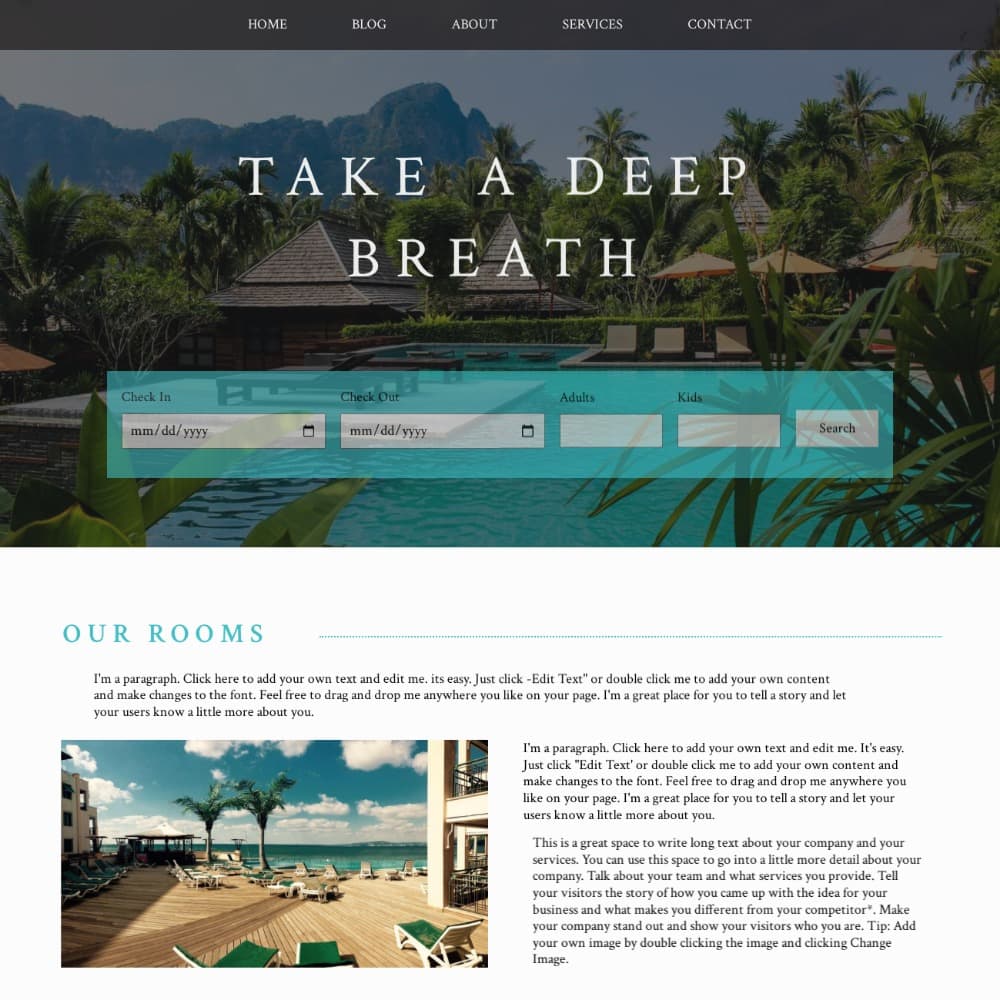 HOME BLOG ABOUT SERVICES CONTACT
TAKE A DEEP
BREATH
Check In Check Out Adults Kids
mm/dd/yyyy mm/dd/yyyy Search
OUR ROOMS
I'm a paragraph. Click here to add your own text and edit me. its easy. Just click -Edit Text" or double click me to add your own content
and make changes to the font. Feel free to drag and drop me anywhere you like on your page. I'm a great place for you to tell a story and let
your users know a little more about you.
I'm a paragraph. Click here to add your own text and edit me. It's easy.
Just click "Edit Text' or double click me to add your own content and
make changes to the font. Feel free to drag and drop me anywhere you
like on your page. I'm a great place for you to tell a story and let your
users know a little more about you.
This is a great space to write long text about your company and your
services. You can use this space to go into a little more detail about your
company. Talk about your team and what services you provide. Tell
your visitors the story of how you came up with the idea for your
business and what makes you different from your competitor*. Make
your company stand out and show your visitors who you are. Tip: Add
your own image by double clicking the image and clicking Change
Image.